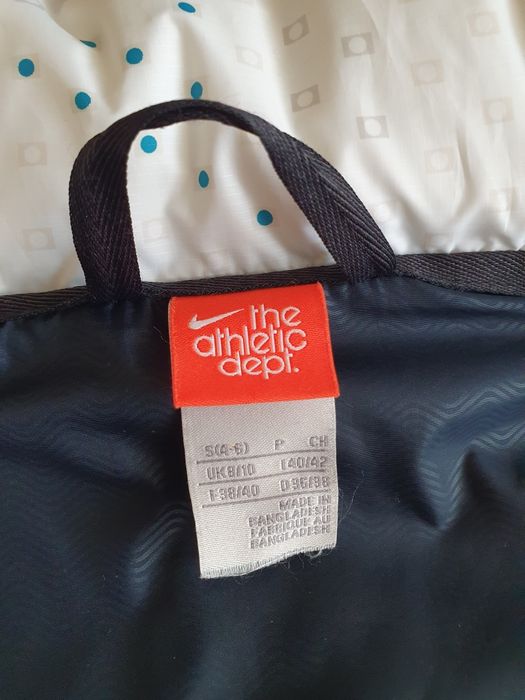 the
athletic
dept.
S(4-6) P CH
UK8/10 I40/42
F38/40 D36/38
MADE IN
BANGLADESH
FABRIQUE AU
BANGLADESH